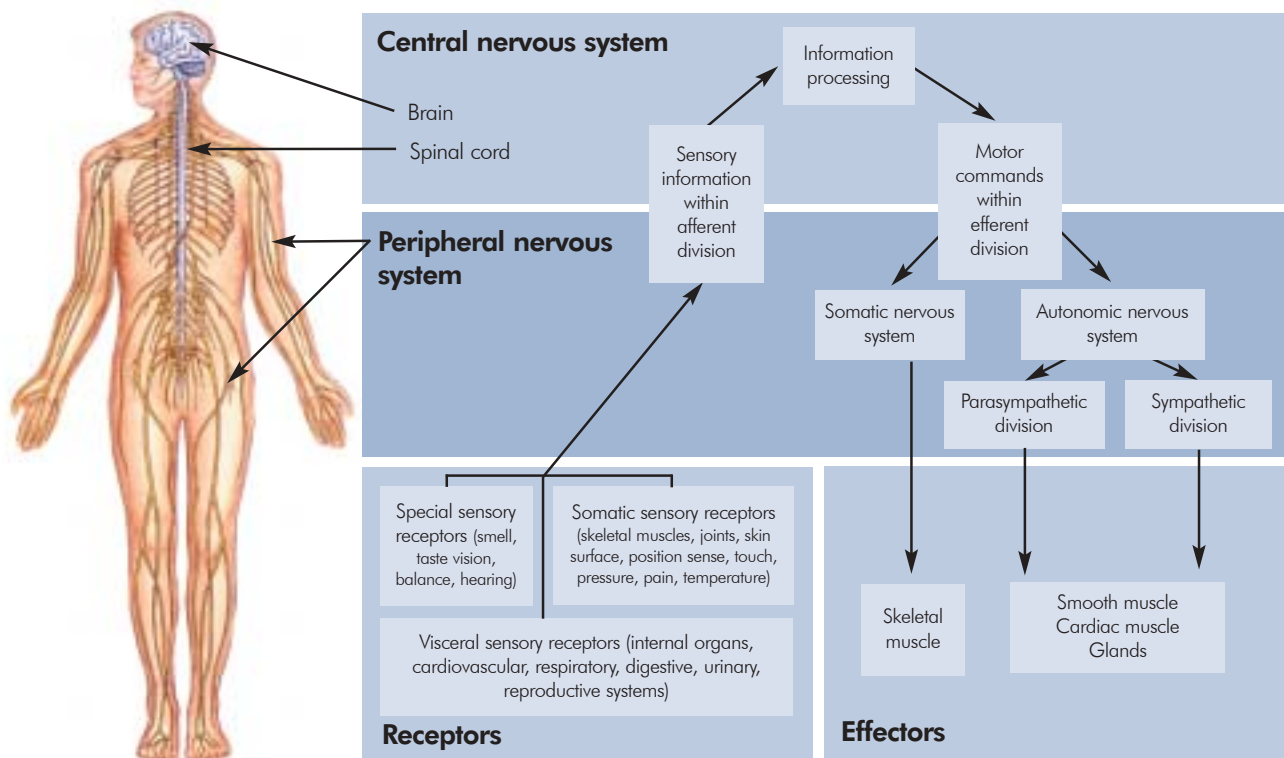 Central nervous system
Brain
Spinal cord
Information
processing
Sensory
information
within
afferent
division
Motor
commands
within
efferent
division
Peripheral nervous
system
Somatic nervous
system
Autonomic nervous
system
Parasympathetic
division
Sympathetic
division
Special sensory
receptors (smell,
taste vision,
balance, hearing)
Somatic sensory receptors
(skeletal muscles, joints, skin
surface, position sense, touch,
pressure, pain, temperature)
Visceral sensory receptors (internal organs,
cardiovascular, respiratory, digestive, urinary,
reproductive systems)
Receptors
Skeletal
muscle
Smooth muscle
Cardiac muscle
Glands
Effectors